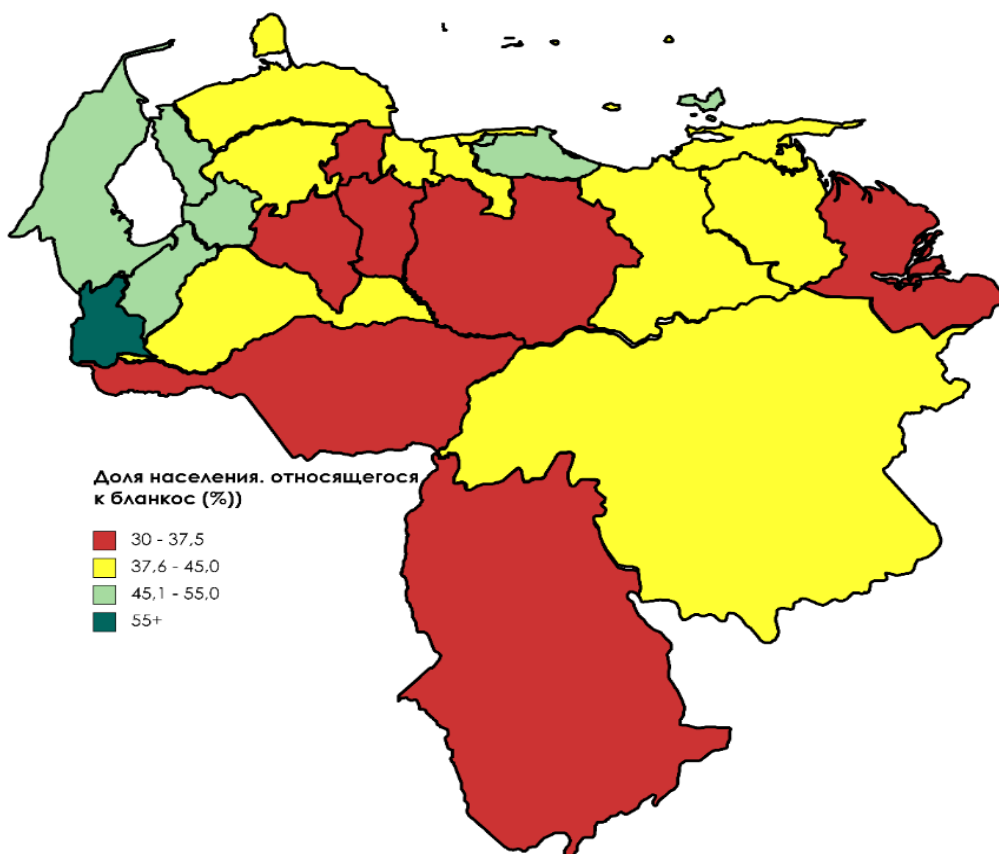 Доля населения. относящегося
к бланкос (%))
30 - 37,5
37,6 - 45,0
45,1 - 55,0
55+